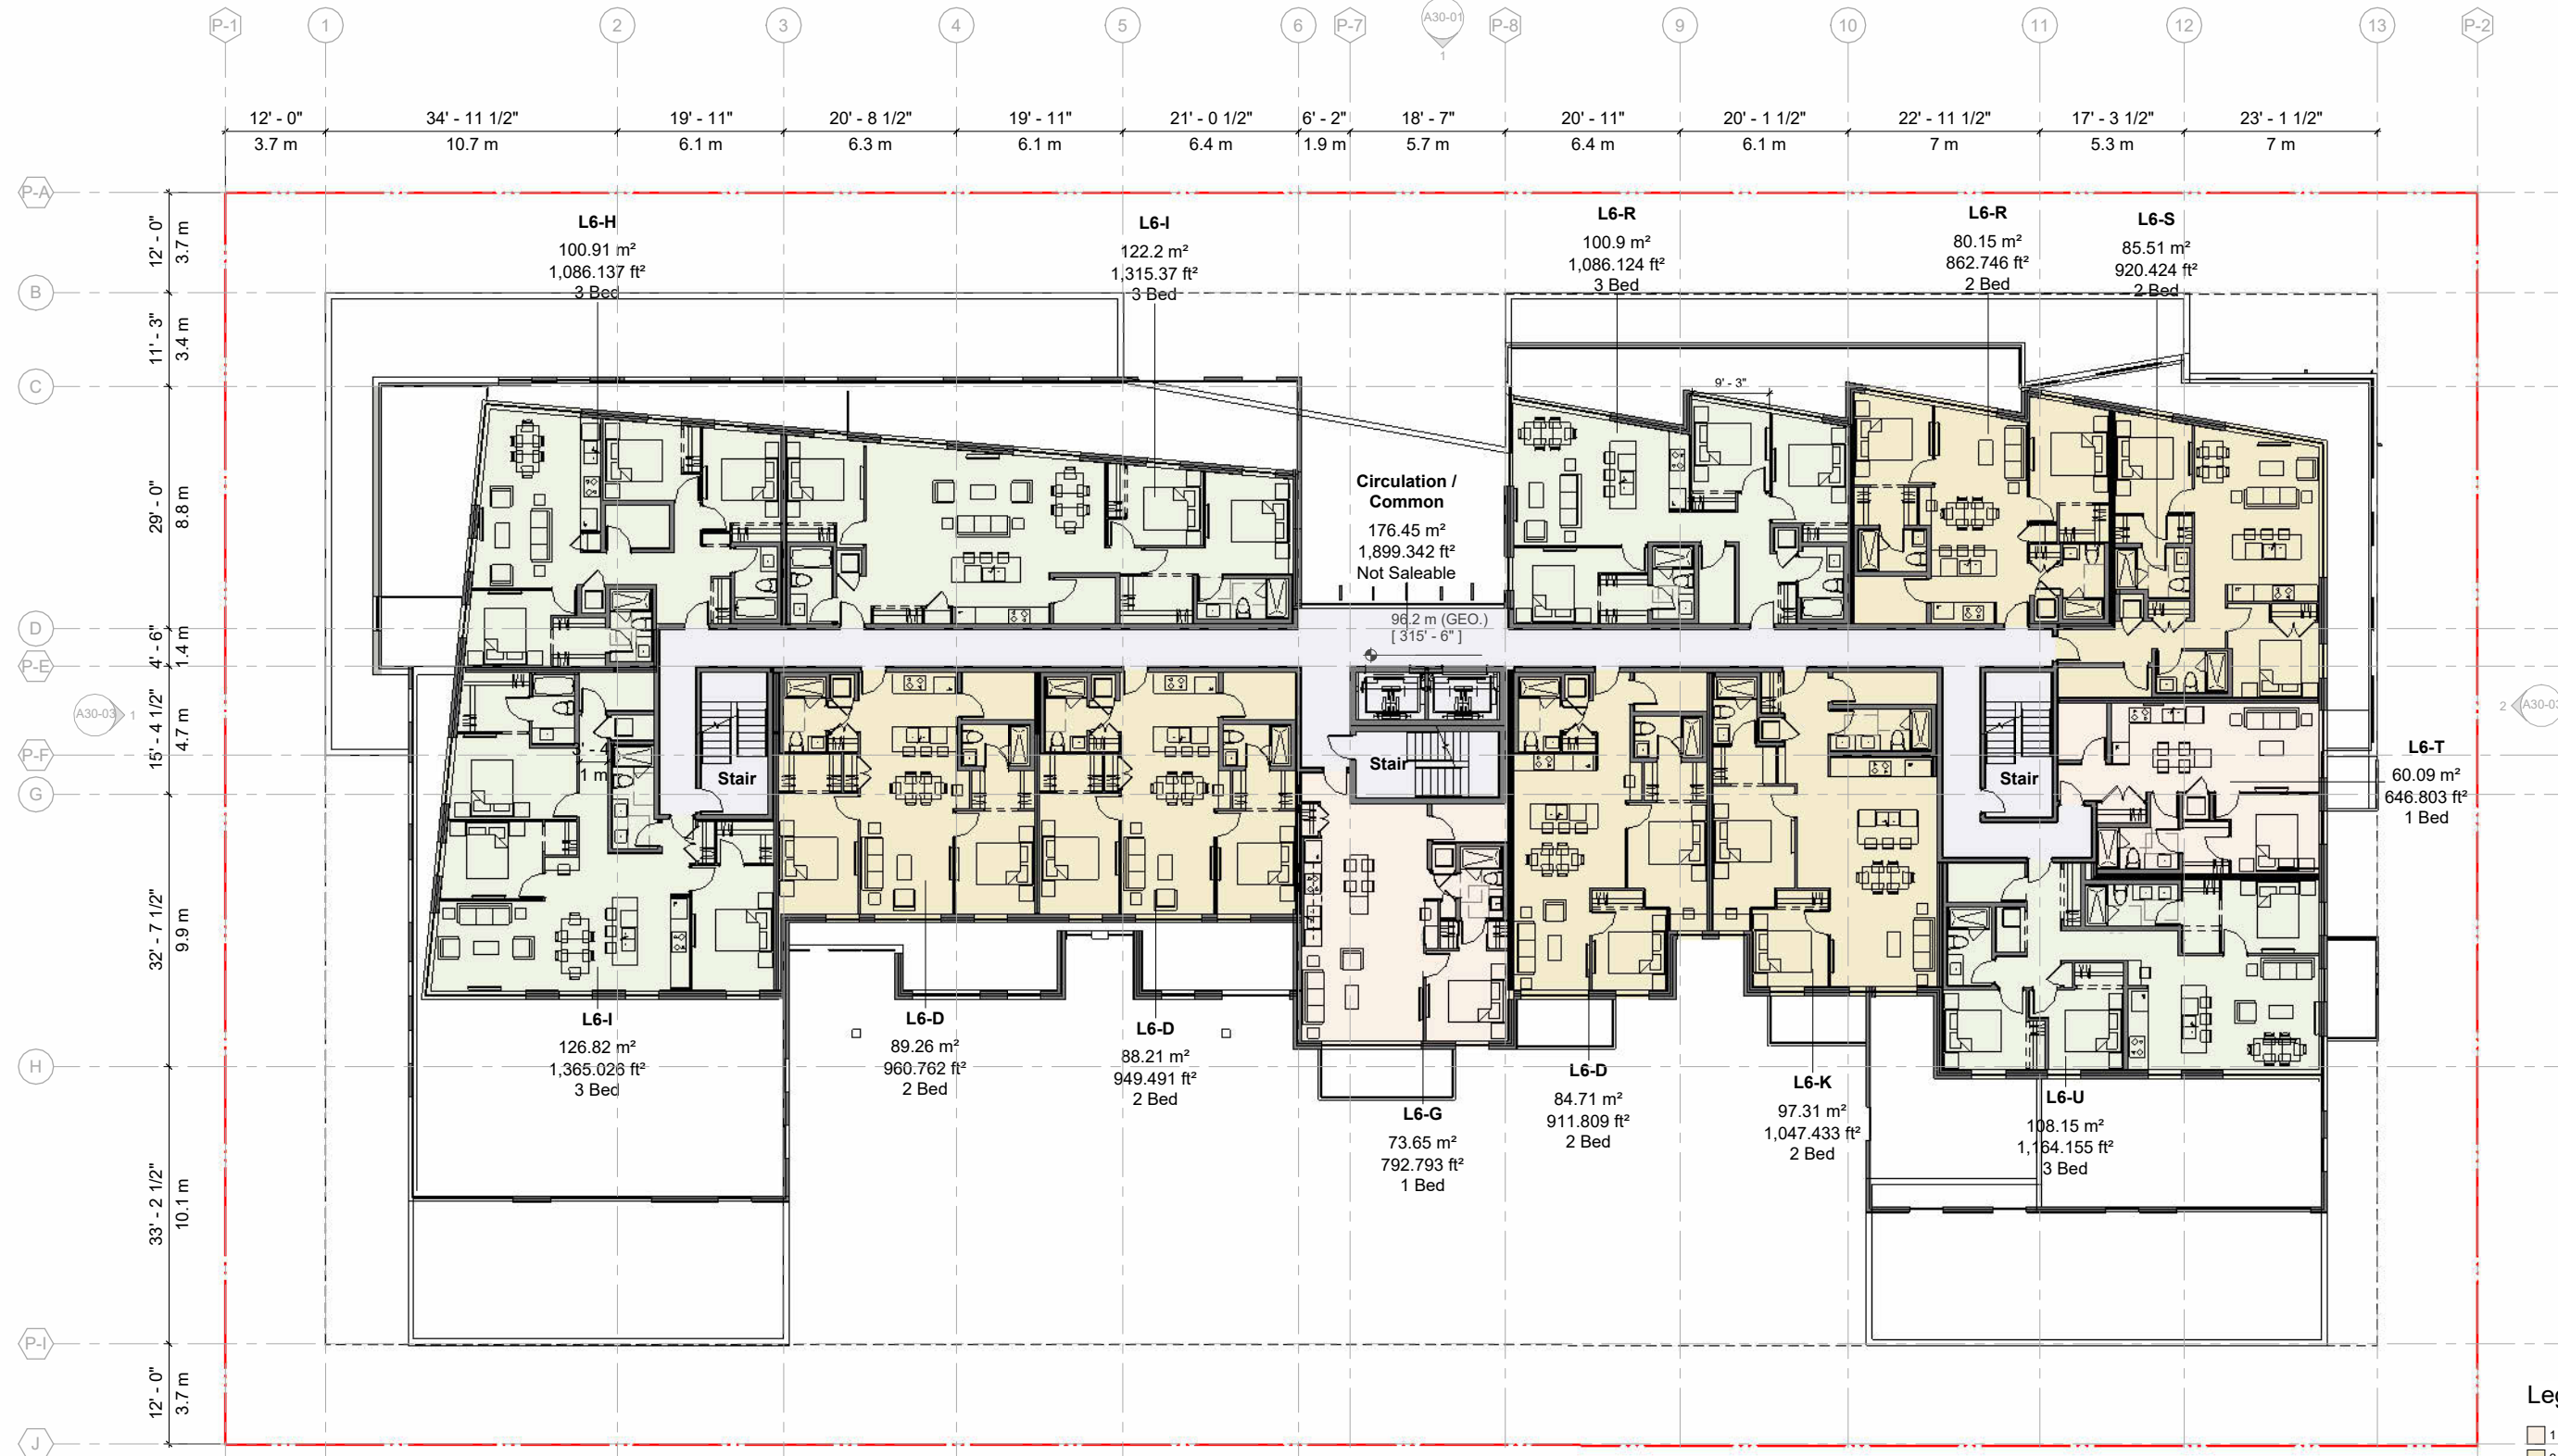 P-1
1
2
3
4
5
6
P-7
A30-01
1
P-8
9
10
11
12
13
P-2
12' - 0"
34' - 11 1/2"
19' - 11"
20' - 8 1/2"
19' - 11"
21' - 0 1/2"
6' - 2"
18' - 7"
20' - 11"
20' - 1 1/2"
22' - 11 1/2"
17' - 3 1/2"
23' - 1 1/2"
3.7 m
10.7 m
6.1 m
6.3 m
6.1 m
6.4 m
1.9 m
5.7 m
6.4 m
6.1 m
7 m
5.3 m
7 m
P-A
B
C
D
P-E
P-F
G
H
P-I
J
12' - 0"
3.7 m
11' - 3"
3.4 m
29' - 0"
8.8 m
4' - 6"
1.4 m
15' - 4 1/2"
4.7 m
32' - 7 1/2"
9.9 m
33' - 2 1/2"
10.1 m
12' - 0"
3.7 m
L6-H
100.91 m²
1,086.137 ft²
3 Bed
L6-I
122.2 m²
1,315.37 ft²
3 Bed
L6-R
100.9 m²
1,086.124 ft²
3 Bed
L6-R
80.15 m²
862.746 ft²
2 Bed
L6-S
85.51 m²
920.424 ft²
2 Bed
9' - 3"
Circulation /
Common
176.45 m²
1,899.342 ft²
Not Saleable
96.2 m (GEO.)
[ 315' - 6" ]
A30-03
1
2
A30-03
1 m
Stair
Stair
Stair
L6-T
60.09 m²
646.803 ft²
1 Bed
L6-I
126.82 m²
1,365.026 ft²
3 Bed
L6-D
89.26 m²
960.762 ft²
2 Bed
L6-D
88.21 m²
949.491 ft²
2 Bed
L6-G
73.65 m²
792.793 ft²
1 Bed
L6-D
84.71 m²
911.809 ft²
2 Bed
L6-K
97.31 m²
1,047.433 ft²
2 Bed
L6-U
108.15 m²
1,164.155 ft²
3 Bed
Leg
1